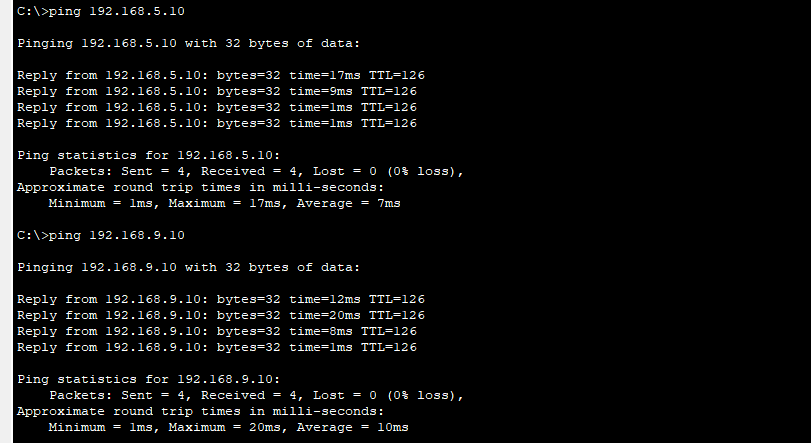 C:\>ping 192.168.5.10
Pinging 192.168.5.10 with 32 bytes of data:
Reply from 192.168.5.10: bytes=32 time=17ms TTL=126
Reply from 192.168.5.10: bytes=32 time=9ms TTL=126
Reply from 192.168.5.10: bytes=32 time=1ms TTL=126
Reply from 192.168.5.10: bytes=32 time=1ms TTL=126
Ping statistics for 192.168.5.10:
    Packets: Sent = 4, Received = 4, Lost = 0 (0% loss),
Approximate round trip times in milli-seconds:
    Minimum = 1ms, Maximum = 17ms, Average = 7ms
C:\>ping 192.168.9.10
Pinging 192.168.9.10 with 32 bytes of data:
Reply from 192.168.9.10: bytes=32 time=12ms TTL=126
Reply from 192.168.9.10: bytes=32 time=20ms TTL=126
Reply from 192.168.9.10: bytes=32 time=8ms TTL=126
Reply from 192.168.9.10: bytes=32 time=1ms TTL=126
Ping statistics for 192.168.9.10:
    Packets: Sent = 4, Received = 4, Lost = 0 (0% loss),
Approximate round trip times in milli-seconds:
    Minimum = 1ms, Maximum = 20ms, Average = 10ms